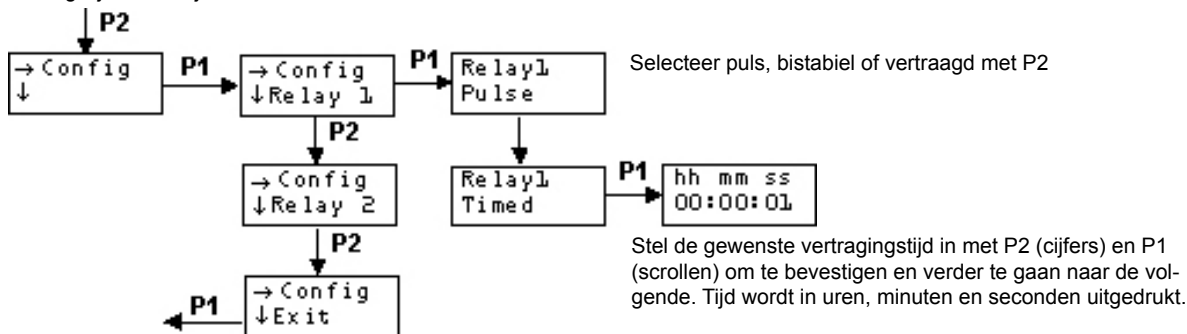 P2
→ Config
↓
P1
→ Config
↓Relay 1
P1
Relay1
Pulse
Selecteer puls, bistabiel of vertraagd met P2
P2
→ Config
↓Relay 2
Relay1
Timed
P1
hh mm ss
00:00:01
P2
Stel de gewenste vertragingstijd in met P2 (cijfers) en P1
(scrollen) om te bevestigen en verder te gaan naar de vol-
gende. Tijd wordt in uren, minuten en seconden uitgedrukt.
→ Config
↓Exit
P1